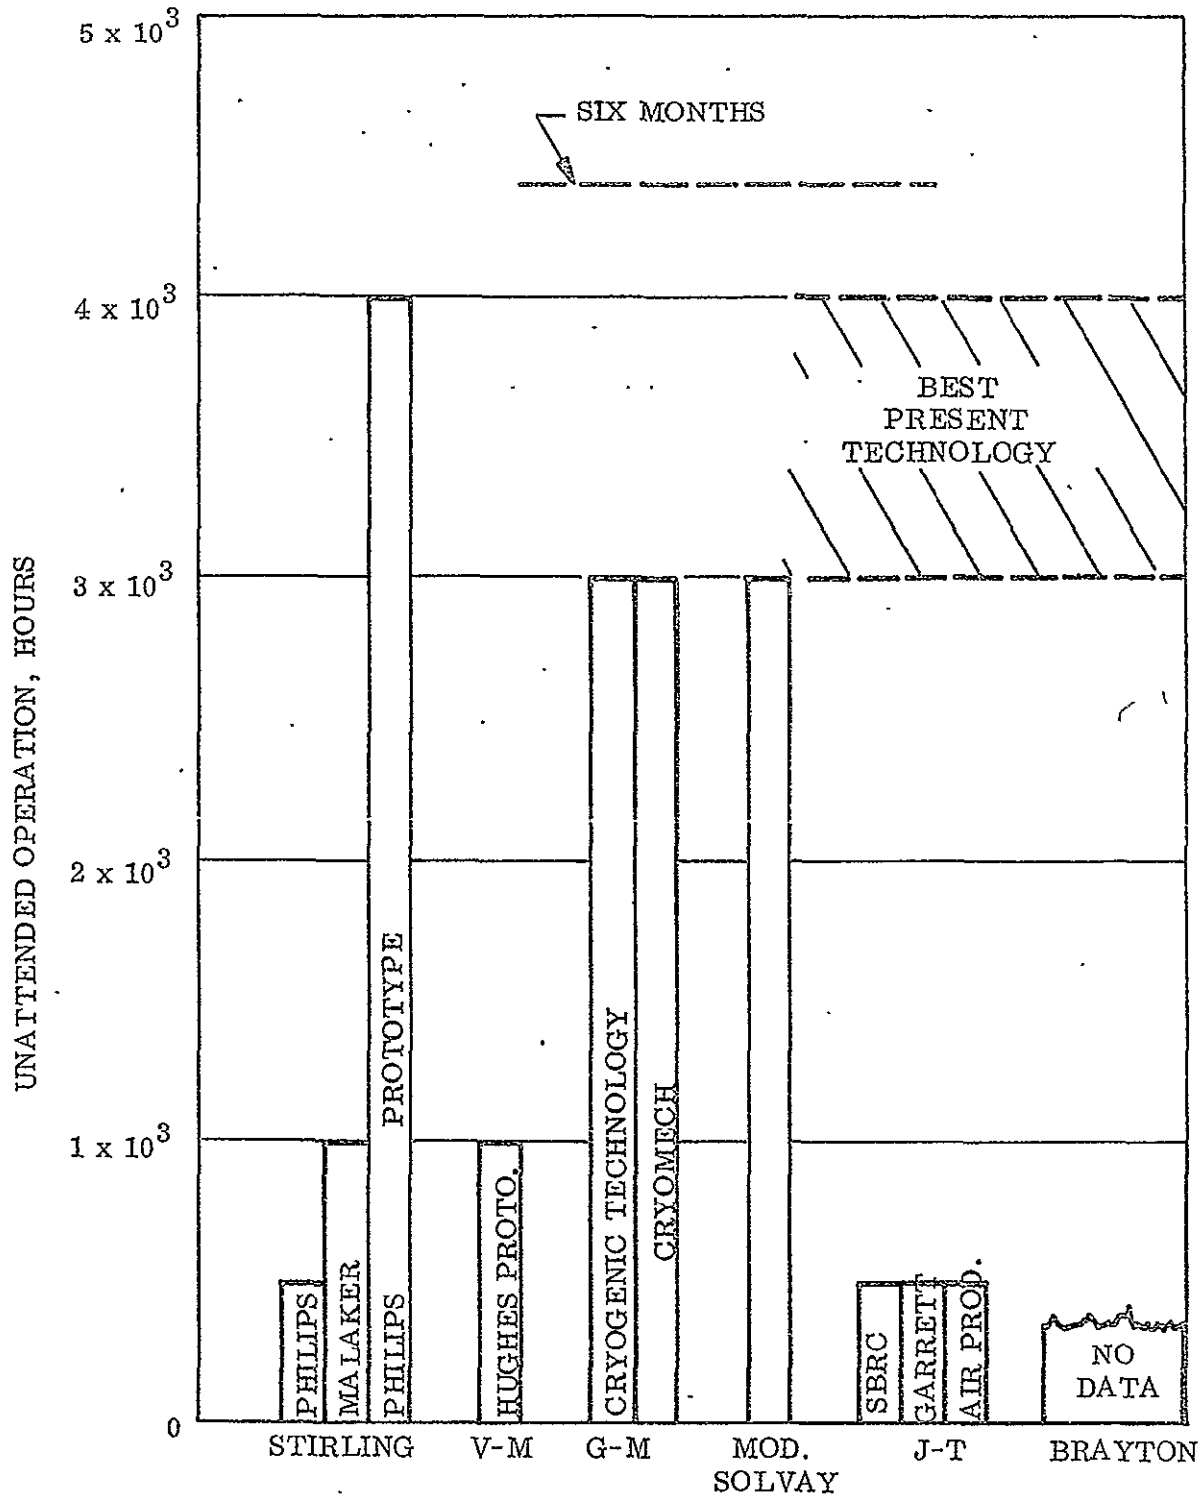 5 x 10³
SIX MONTHS
4 x 10³
BEST
PRESENT
TECHNOLOGY
3 x 10³
UNATTENDED OPERATION, HOURS
2 x 10³
1 x 10³
0
PHILIPS
MALAKER
PHILIPS PROTOTYPE
HUGHES PROTO.
CRYOGENIC TECHNOLOGY
CRYOMECH
SBRC
GARRETT
AIR PROD.
NO
DATA
STIRLING
V-M
G-M
MOD.
SOLVAY
J-T
BRAYTON